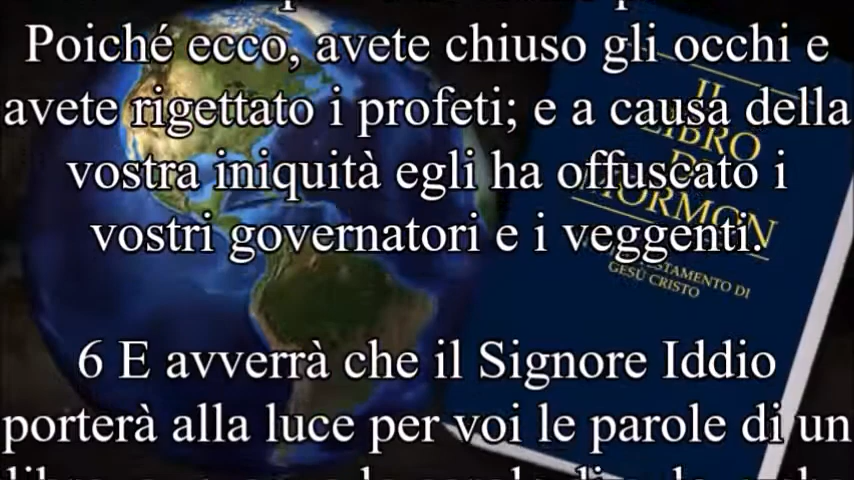 Poiché ecco, avete chiuso gli occhi e
avete rigettato i profeti; e a causa della
vostra iniquità egli ha offuscato i
vostri governatori e i veggenti.
6 E avverrà che il Signore Iddio
porterà alla luce per voi le parole di un
IL
LIBRO
DI
MORMON
TESTAMENTO DI
GESÙ CRISTO